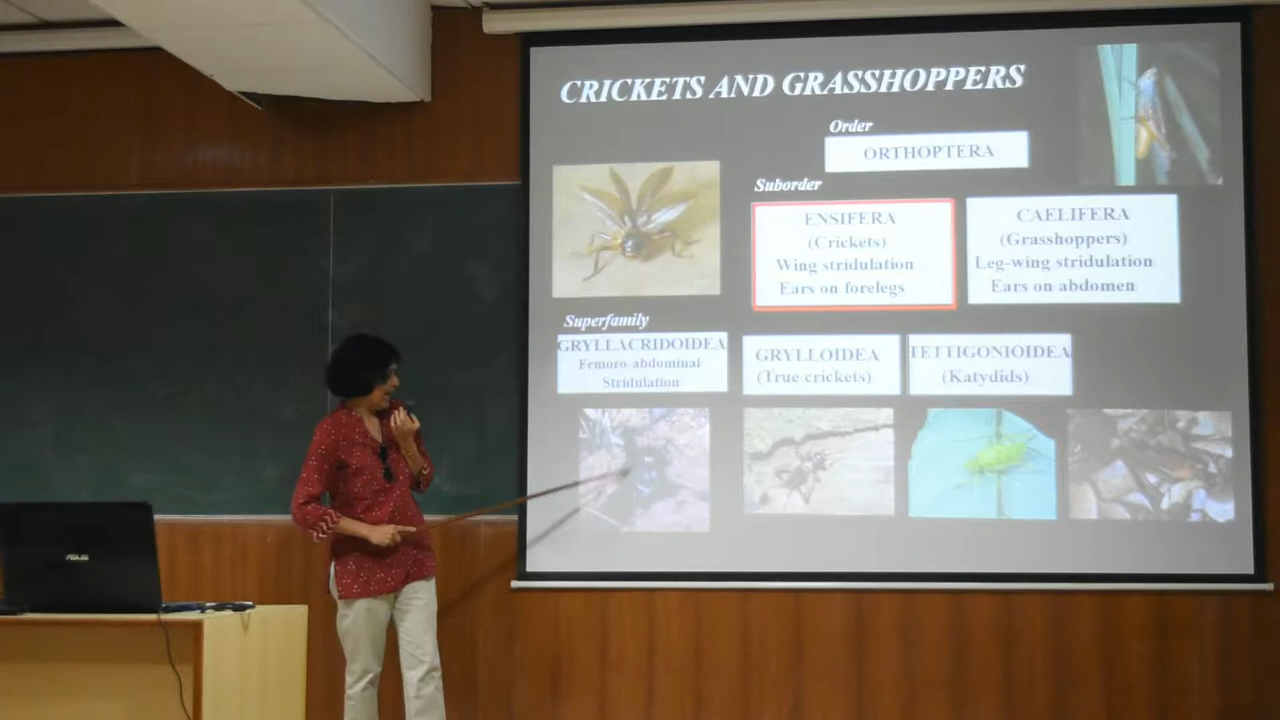 CRICKETS AND GRASSHOPPERS
Order
ORTHOPTERA
Suborder
ENSIFERA
(Crickets)
Wing stridulation
Ears on forelegs
CAELIFERA
(Grasshoppers)
Leg-wing stridulation
Ears on abdomen
Superfamily
GRYLLACRIDOIDEA
Femoro-abdominal
Stridulation
GRYLLOIDEA
(True crickets)
TETTIGONIOIDEA
(Katydids)
ASUS